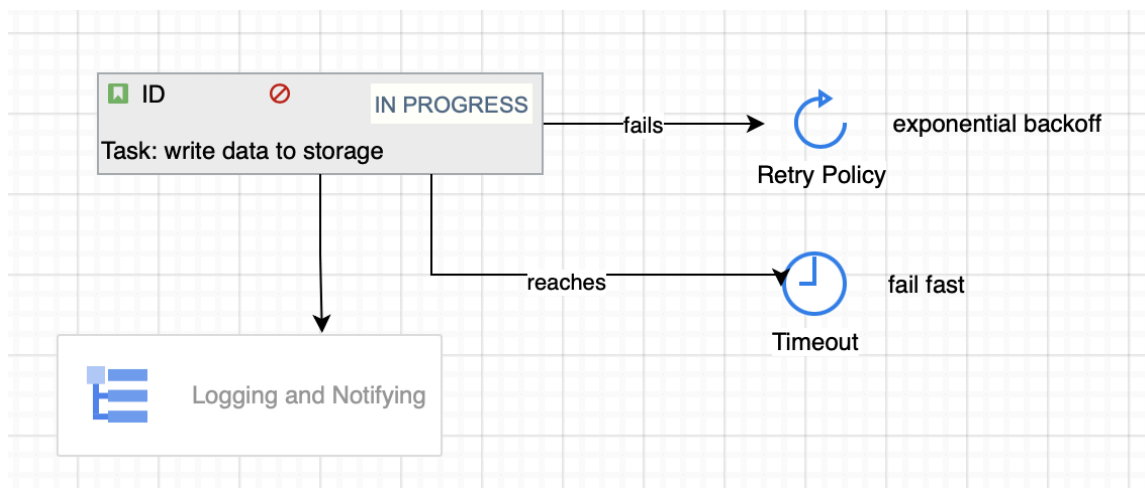 ID
IN PROGRESS
Task: write data to storage
fails
exponential backoff
Retry Policy
reaches
fail fast
Timeout
Logging and Notifying